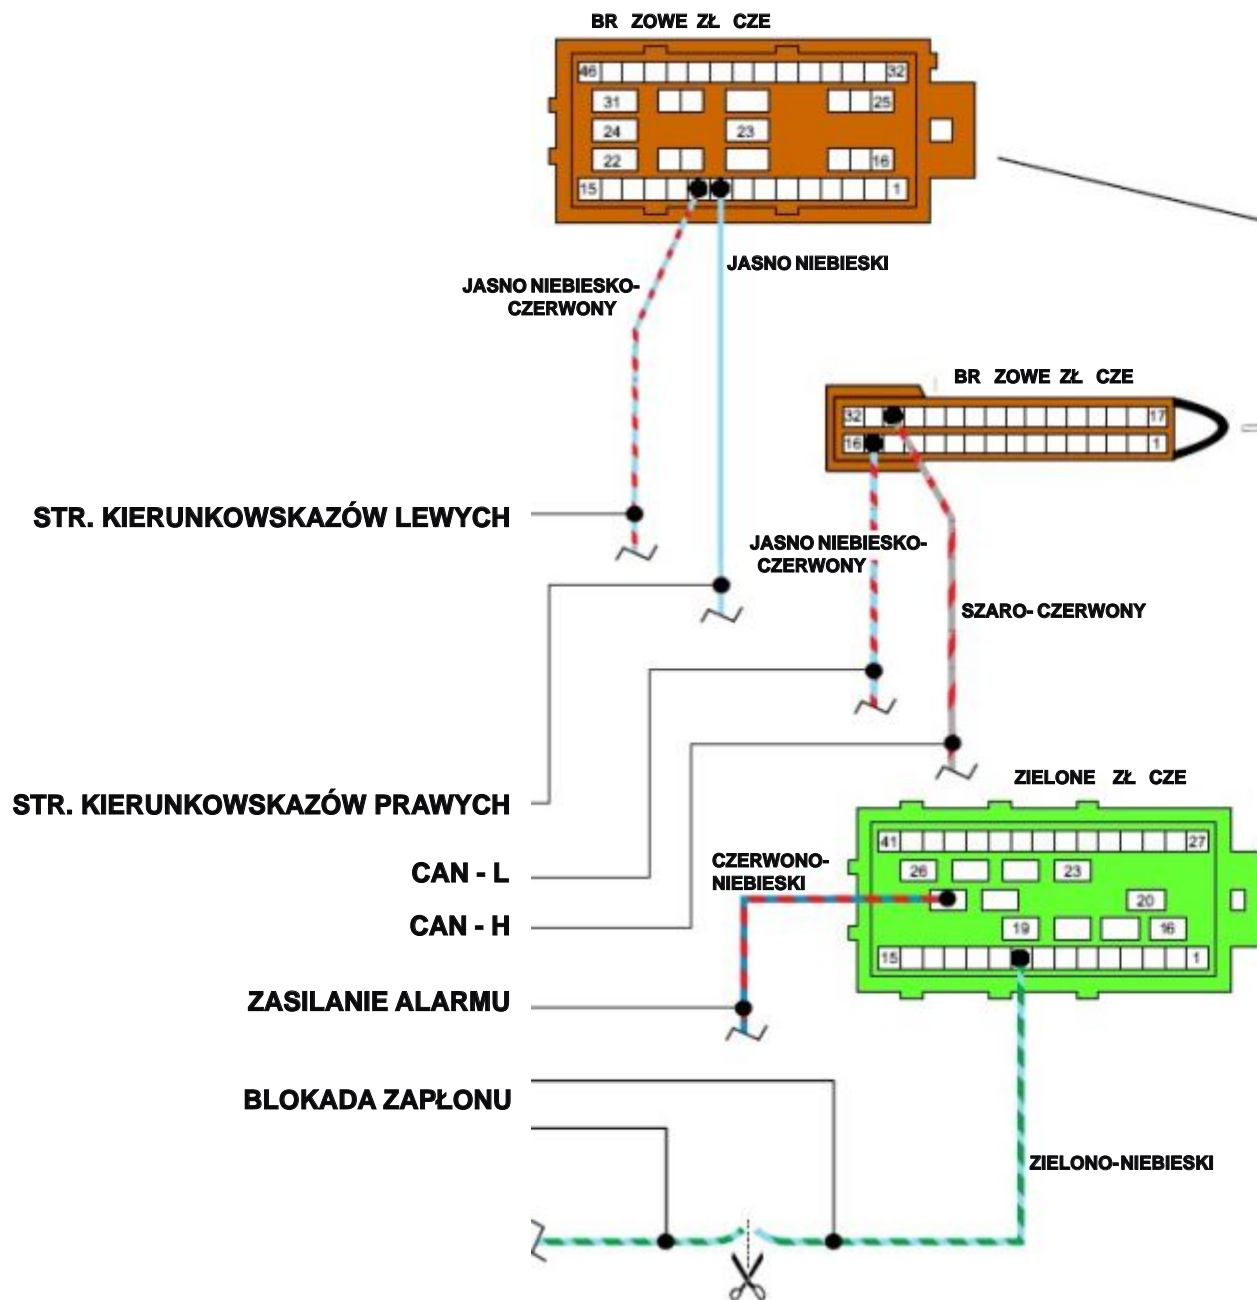 BR ZOWE ZŁ CZE
46 32
31 25
24 23
22 16
15 1
JASNO NIEBIESKI
JASNO NIEBIESKO-
CZERWONY
BR ZOWE ZŁ CZE
32 17
16 1
STR. KIERUNKOWSKAZÓW LEWYCH
JASNO NIEBIESKO-
CZERWONY
SZARO- CZERWONY
ZIELONE ZŁ CZE
STR. KIERUNKOWSKAZÓW PRAWYCH
41 27
CZERWONO-
NIEBIESKI
26 23
CAN - L
20
CAN - H
19 16
15 1
ZASILANIE ALARMU
BLOKADA ZAPŁONU
ZIELONO-NIEBIESKI